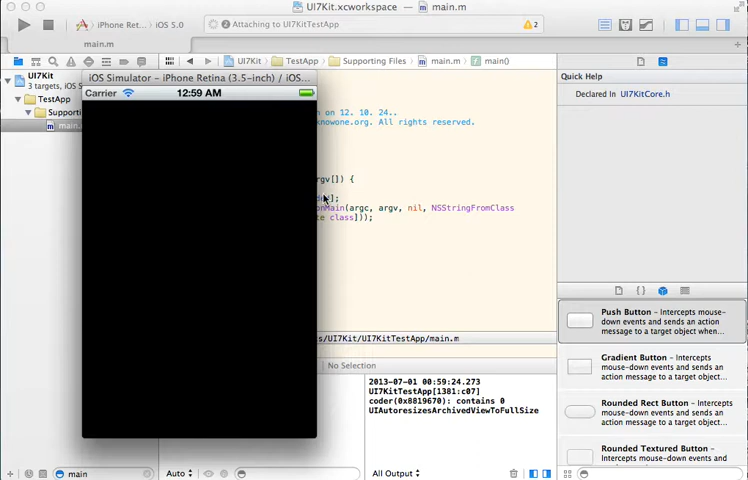 UI7Kit.xcworkspace — main.m
iPhone Ret... iOS 5.0
Attaching to UI7KitTestApp
2
main.m
UI7Kit TestApp Supporting Files main.m main()
UI7Kit
3 targets, iOS
TestApp
Supporti
main.
iOS Simulator – iPhone Retina (3.5-inch) / iOS...
Carrier 12:59 AM
on 12. 10. 24..
knowone.org. All rights reserved.
rgv[]) {
];
onMain(argc, argv, nil, NSStringFromClass
te class]));
s/UI7Kit/UI7KitTestApp/main.m
No Selection
2013-07-01 00:59:24.273
UI7KitTestApp[1381:c07]
coder(0x8819670): contains 0
UIAutoresizesArchivedViewToFullSize
main
Auto
All Output
Quick Help
Declared In UI7KitCore.h
{ }
Push Button – Intercepts mouse-
down events and sends an action
message to a target object when...
Gradient Button – Intercepts
mouse-down events and sends an
action message to a target object...
Rounded Rect Button – Intercepts
mouse-down events and sends an
action message to a target object...
Rounded Textured Button –
Intercepts mouse-down events and